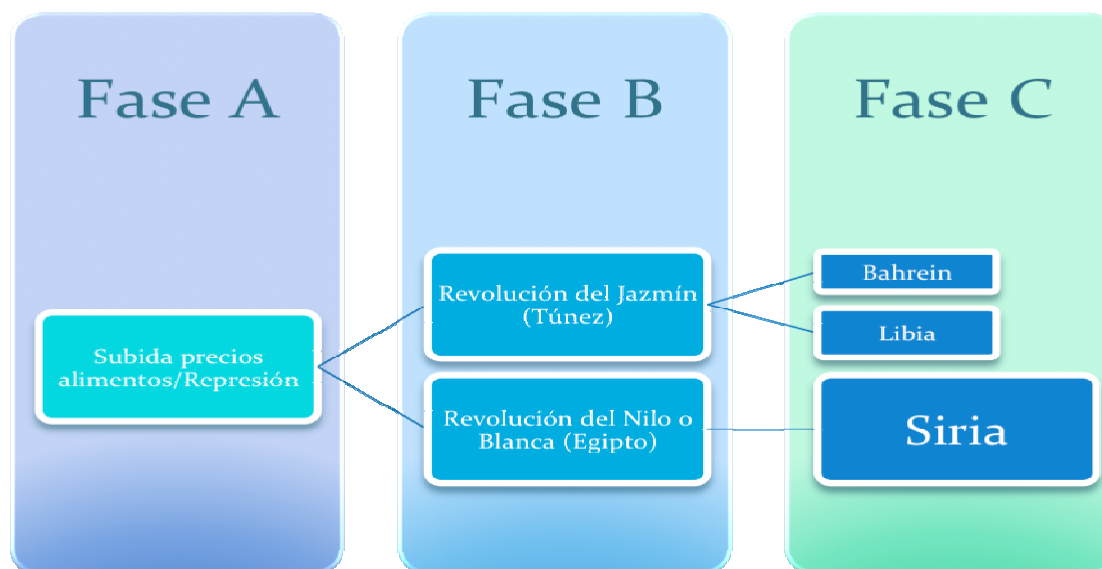 Fase A
Fase B
Fase C
Subida precios
alimentos/Represión
Revolución del Jazmín
(Túnez)
Revolución del Nilo o
Blanca (Egipto)
Bahrein
Libia
Siria